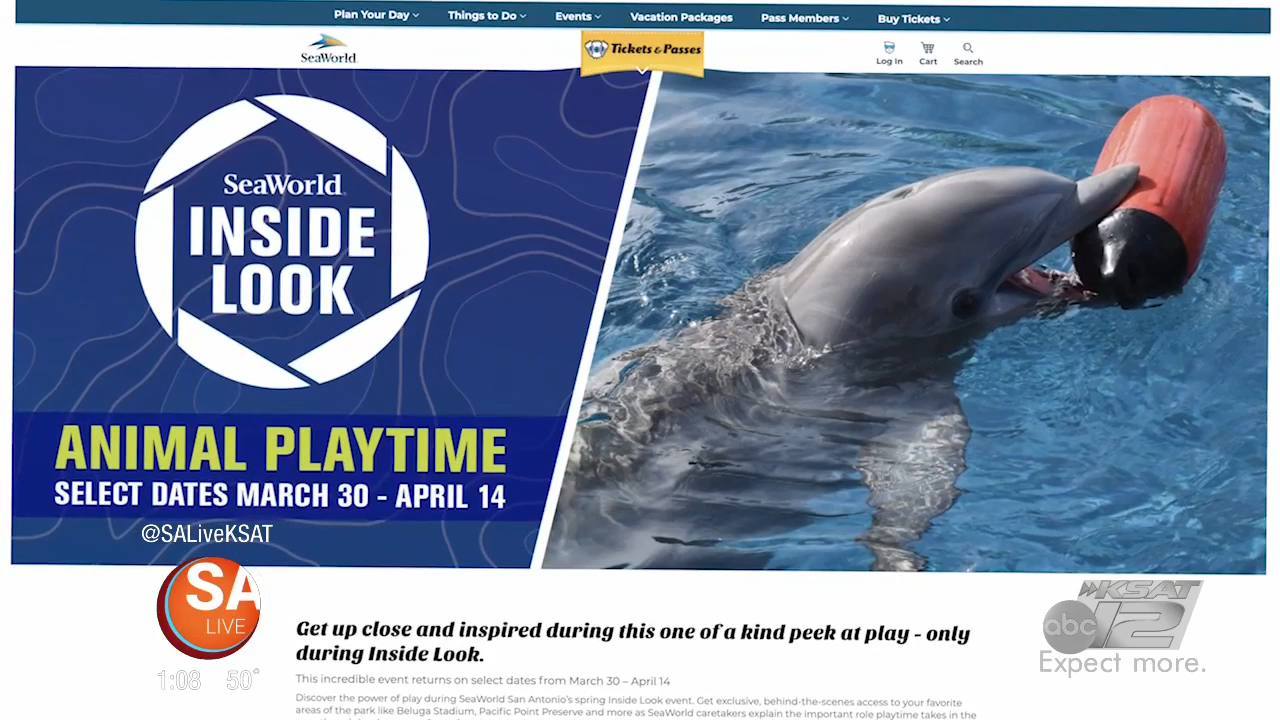 Plan Your Day Things to Do Events Vacation Packages Pass Members Buy Tickets
SeaWorld
Tickets & Passes
Log In Cart Search
SeaWorld
INSIDE
LOOK
ANIMAL PLAYTIME
SELECT DATES MARCH 30 - APRIL 14
@SALiveKSAT
SA
LIVE
1:08 50°
KSAT
abc 12
Expect more.
Get up close and inspired during this one of a kind peek at play - only
during Inside Look.
This incredible event returns on select dates from March 30 – April 14
Discover the power of play during SeaWorld San Antonio's spring Inside Look event. Get exclusive, behind-the-scenes access to your favorite
areas of the park like Beluga Stadium, Pacific Point Preserve and more as SeaWorld caretakers explain the important role playtime takes in the